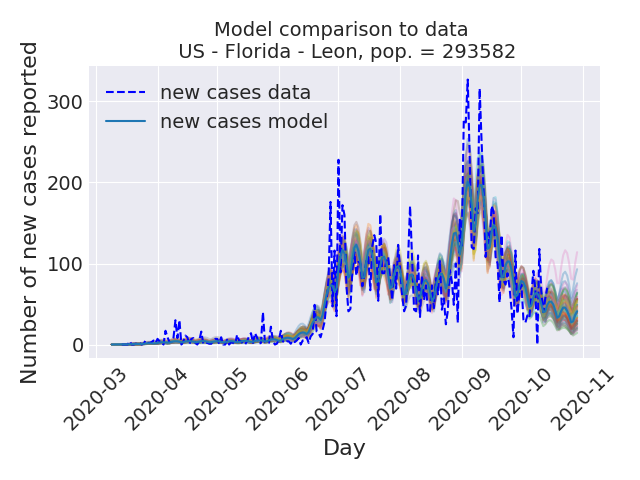 Model comparison to data
US - Florida - Leon, pop. = 293582
Number of new cases reported
300
200
100
0
new cases data
new cases model
2020-03
2020-04
2020-05
2020-06
2020-07
2020-08
2020-09
2020-10
2020-11
Day